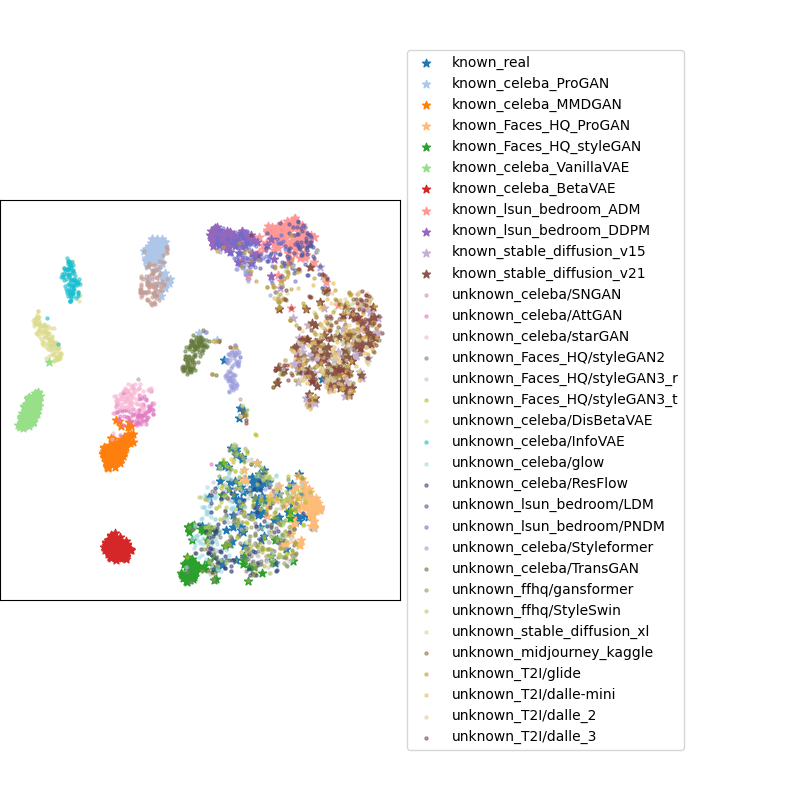 known_real
known_celeba_ProGAN
known_celeba_MMDGAN
known_Faces_HQ_ProGAN
known_Faces_HQ_styleGAN
known_celeba_VanillaVAE
known_celeba_BetaVAE
known_lsun_bedroom_ADM
known_lsun_bedroom_DDPM
known_stable_diffusion_v15
known_stable_diffusion_v21
unknown_celeba/SNGAN
unknown_celeba/AttGAN
unknown_celeba/starGAN
unknown_Faces_HQ/styleGAN2
unknown_Faces_HQ/styleGAN3_r
unknown_Faces_HQ/styleGAN3_t
unknown_celeba/DisBetaVAE
unknown_celeba/InfoVAE
unknown_celeba/glow
unknown_celeba/ResFlow
unknown_lsun_bedroom/LDM
unknown_lsun_bedroom/PNDM
unknown_celeba/Styleformer
unknown_celeba/TransGAN
unknown_ffhq/gansformer
unknown_ffhq/StyleSwin
unknown_stable_diffusion_xl
unknown_midjourney_kaggle
unknown_T2I/glide
unknown_T2I/dalle-mini
unknown_T2I/dalle_2
unknown_T2I/dalle_3